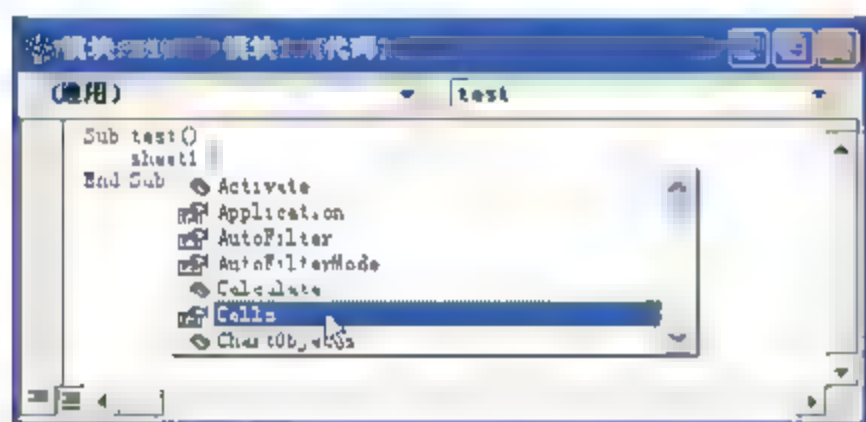 (通用) test
Sub test()
sheet1
End Sub
Activate
Application
AutoFilter
AutoFilterMode
Calculate
Cells
ChartObjects